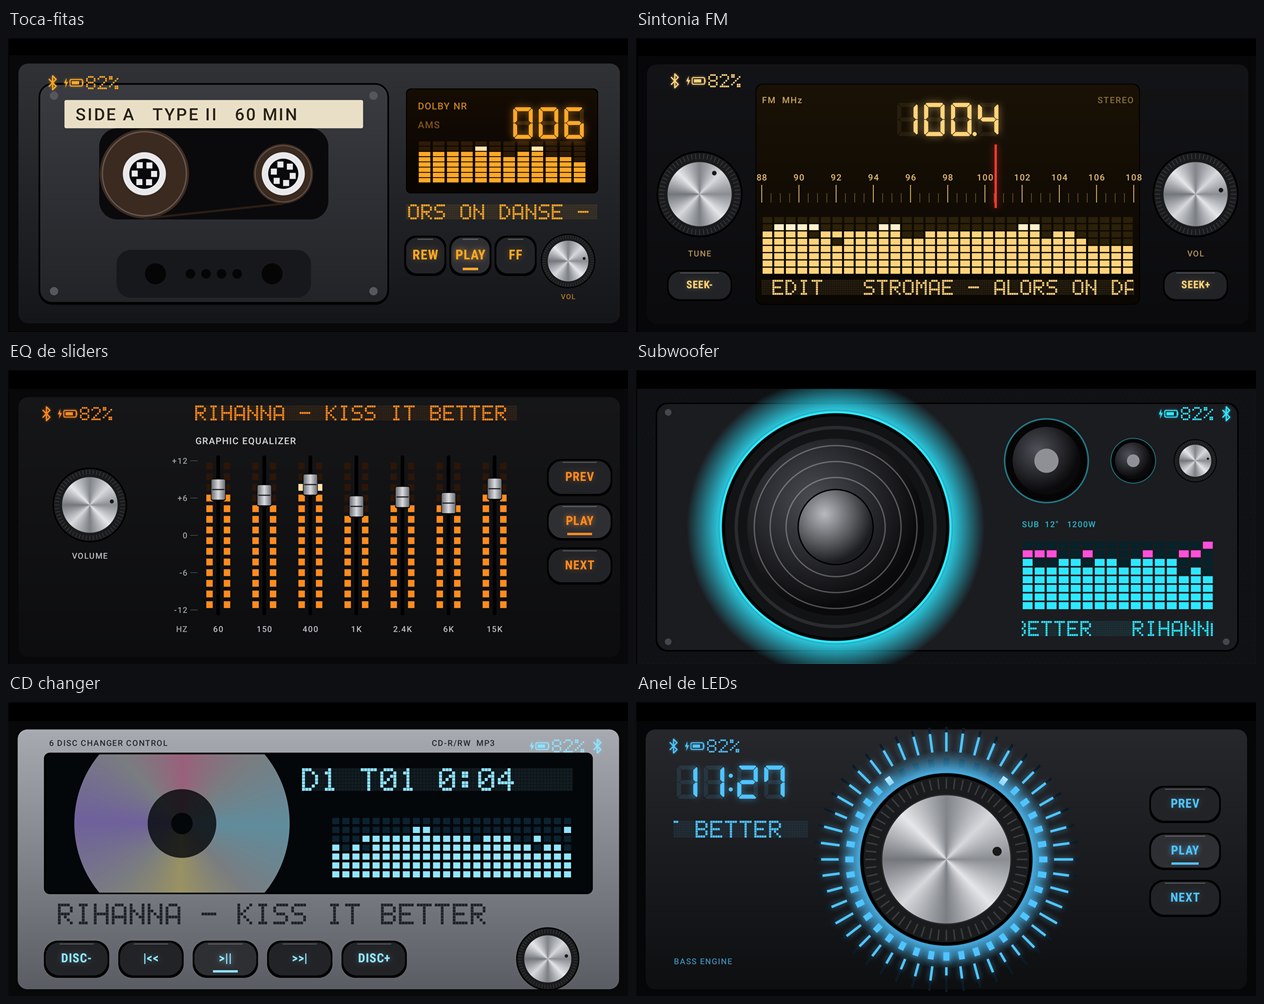 Toca-fitas
82%
SIDE A TYPE II 60 MIN
DOLBY NR
AMS
006
ORS ON DANSE -
REW PLAY FF
VOL
Sintonia FM
82%
FM MHz STEREO
100.4
88 90 92 94 96 98 100 102 104 106 108
TUNE VOL
SEEK- SEEK+
EDIT STROMAE - ALORS ON DA
EQ de sliders
82%
RIHANNA - KISS IT BETTER
GRAPHIC EQUALIZER
+12
+6
0
-6
-12
HZ 60 150 400 1K 2.4K 6K 15K
VOLUME
PREV
PLAY
NEXT
Subwoofer
82%
SUB 12" 1200W
BETTER RIHANN
CD changer
6 DISC CHANGER CONTROL CD-R/RW MP3 82%
D1 T01 0:04
RIHANNA - KISS IT BETTER
DISC- |<< >|| >>| DISC+
Anel de LEDs
82%
11:27
BETTER
BASS ENGINE
PREV
PLAY
NEXT